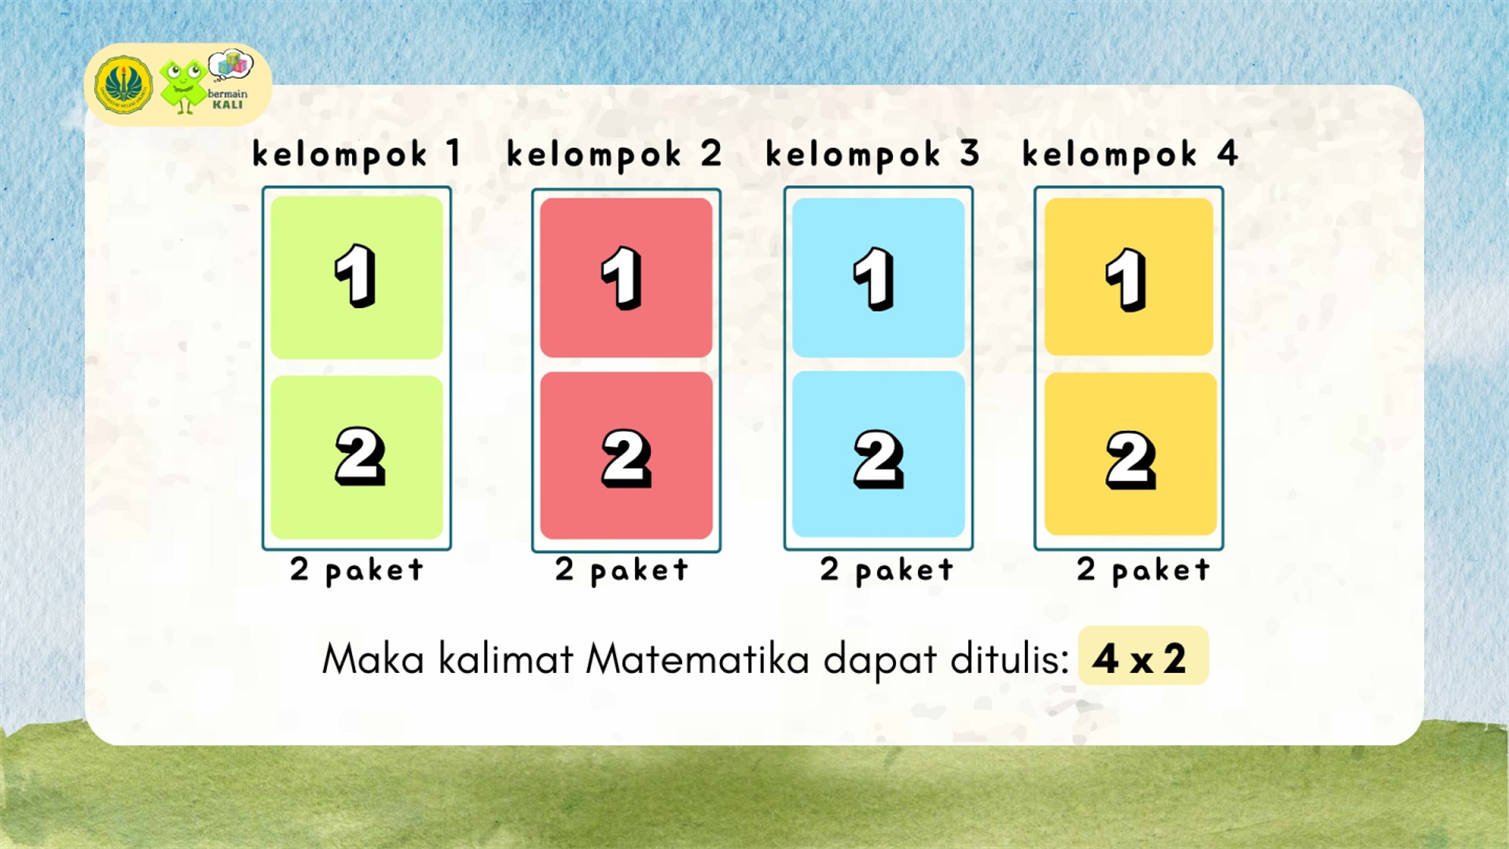 bermain
KALI
kelompok 1 kelompok 2 kelompok 3 kelompok 4
1 1 1 1
2 2 2 2
2 paket 2 paket 2 paket 2 paket
Maka kalimat Matematika dapat ditulis: 4 x 2